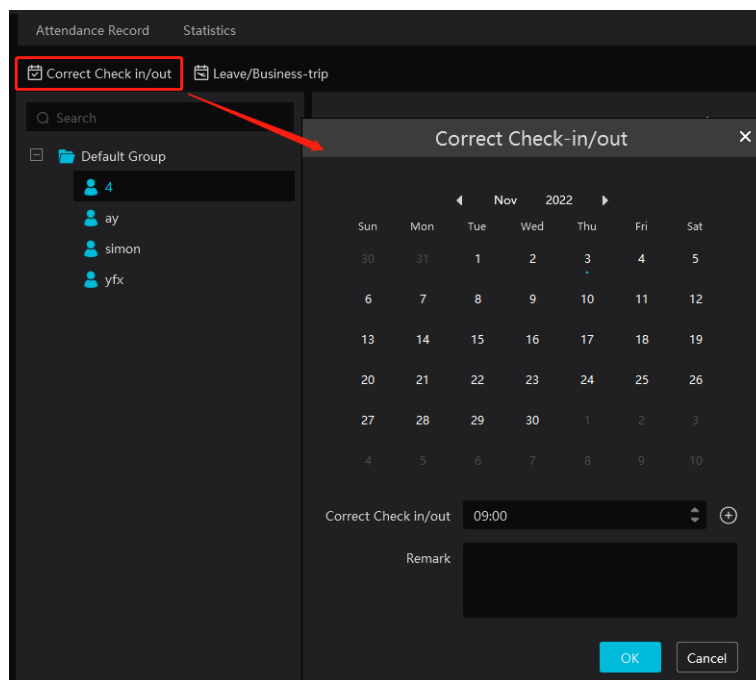 Attendance Record Statistics
Correct Check in/out Leave/Business-trip
Search
Default Group
4
ay
simon
yfx
Correct Check-in/out
Nov 2022
Sun Mon Tue Wed Thu Fri Sat
30 31 1 2 3 4 5
6 7 8 9 10 11 12
13 14 15 16 17 18 19
20 21 22 23 24 25 26
27 28 29 30 1 2 3
4 5 6 7 8 9 10
Correct Check in/out 09:00
Remark
OK Cancel